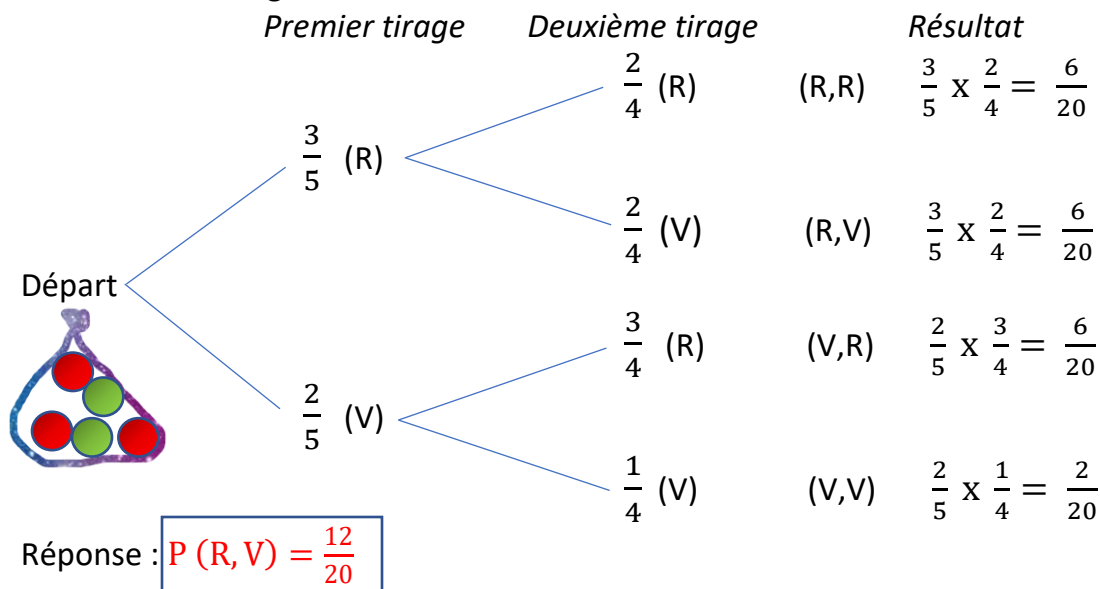 Premier tirage Deuxième tirage Résultat
2/4 (R) (R,R) 3/5 x 2/4 = 6/20
3/5 (R)
2/4 (V) (R,V) 3/5 x 2/4 = 6/20
Départ
3/4 (R) (V,R) 2/5 x 3/4 = 6/20
2/5 (V)
1/4 (V) (V,V) 2/5 x 1/4 = 2/20
Réponse : P (R, V) = 12/20